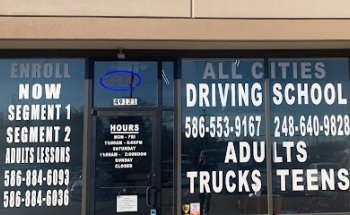 ENROLL
NOW
SEGMENT 1
SEGMENT 2
ADULTS LESSONS
586-884-6093
586-884-6036
49121
HOURS
MON - FRI
SATURDAY
SUNDAY
CLOSED
ALL CITIES
DRIVING SCHOOL
586-553-9167 248-640-9828
ADULTS
TRUCKS TEENS